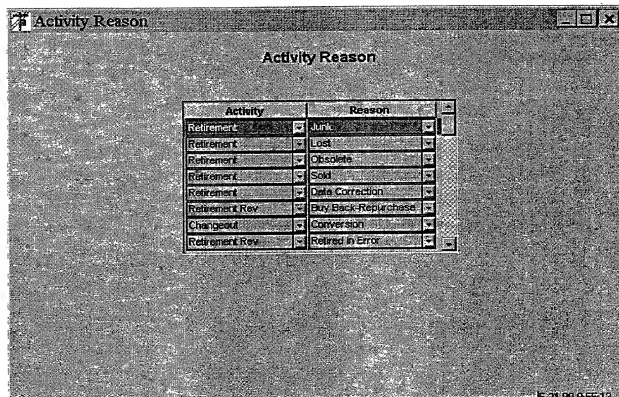 Activity Reason
Activity Reason
Activity Reason
Retirement Junk
Retirement Lost
Retirement Obsolete
Retirement Sold
Retirement Data Correction
Retirement Rev Buy Back-Repurchase
Changeout Conversion
Retirement Rev Retired in Error